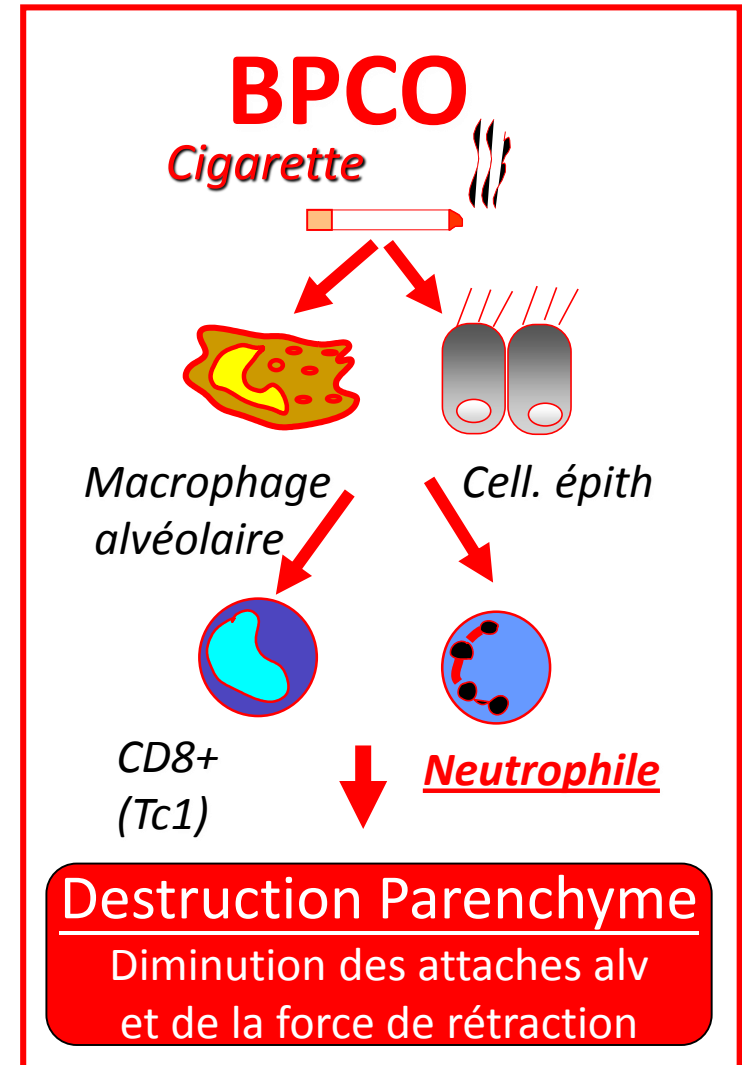 BPCO
Cigarette
Macrophage
alvéolaire
Cell. épith
CD8+
(Tc1)
Neutrophile
Destruction Parenchyme
Diminution des attaches alv
et de la force de rétraction